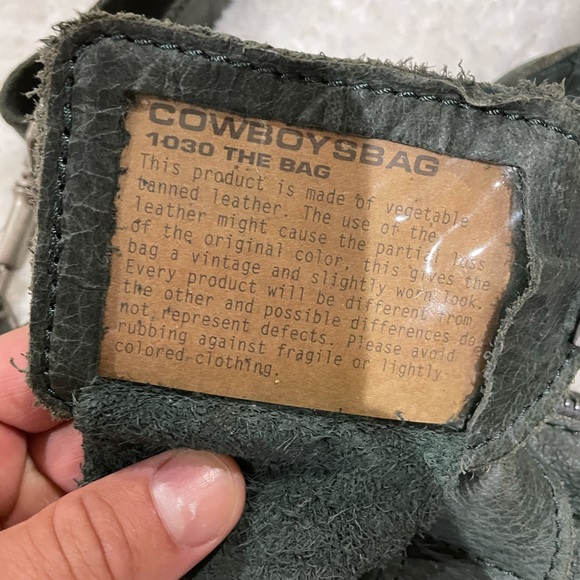 COWBOYSBAG
1030 THE BAG
This product is made of vegetable
tanned leather. The use of the
leather might cause the partial loss
of the original color, this gives the
bag a vintage and slightly worn look.
Every product will be different from
the other and possible differences do
not represent defects. Please avoid
rubbing against fragile or lightly-
colored clothing.